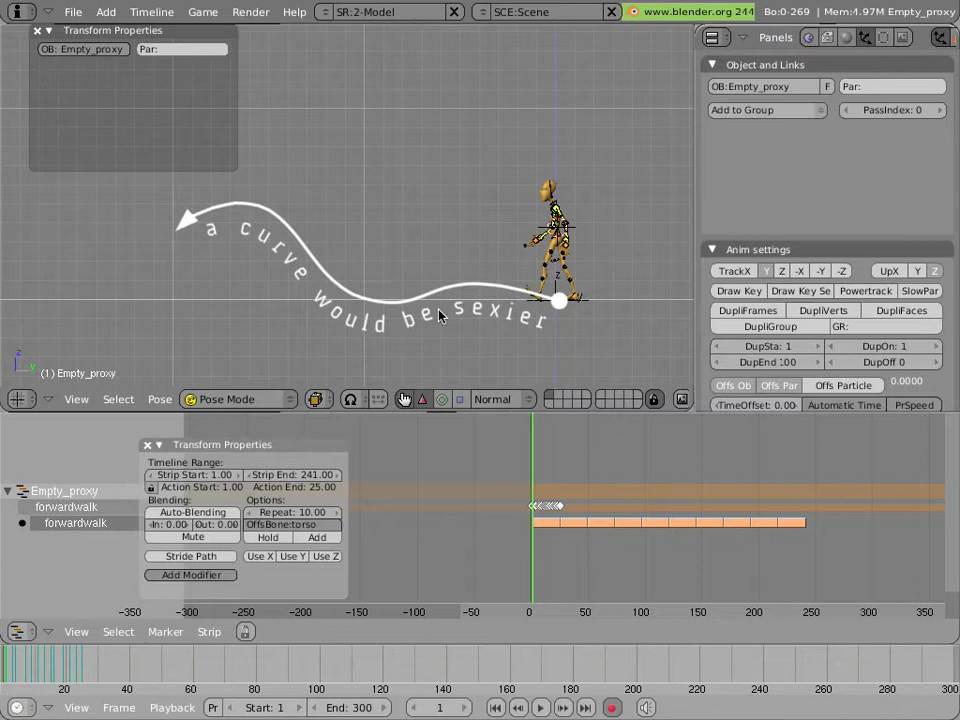 File Add Timeline Game Render Help SR:2-Model SCE:Scene www.blender.org 244 Bo:0-269 | Mem:4.97M Empty_proxy
Transform Properties
OB: Empty_proxy Par:
Panels
Object and Links
OB:Empty_proxy F Par:
Add to Group PassIndex: 0
a curve would be sexier
z
Anim settings
TrackX Y Z -X -Y -Z UpX Y Z
Draw Key Draw Key Se Powertrack SlowPar
DupliFrames DupliVerts DupliFaces
DupliGroup GR:
DupSta: 1 DupOn: 1
DupEnd :00 DupOff 0
Offs Ob Offs Par Offs Particle 0.0000
TimeOffset: 0.00 Automatic Time PrSpeed
z
y
(1) Empty_proxy
View Select Pose Pose Mode Normal
Transform Properties
Timeline Range:
Strip Start: 1.00 Strip End: 241.00
Action Start: 1.00 Action End: 25.00
Blending: Options:
Auto-Blending Repeat: 10.00
In: 0.00 Out: 0.00 OffsBone:torso
Mute Hold Add
Stride Path Use X Use Y Use Z
Add Modifier
Empty_proxy
forwardwalk
forwardwalk
-350 -300 -250 -200 -150 -100 -50 0 50 100 150 200 250 300 350
View Select Marker Strip
20 40 60 80 100 120 140 160 180 200 220 240 260 280 300
View Frame Playback Pr Start: 1 End: 300 1